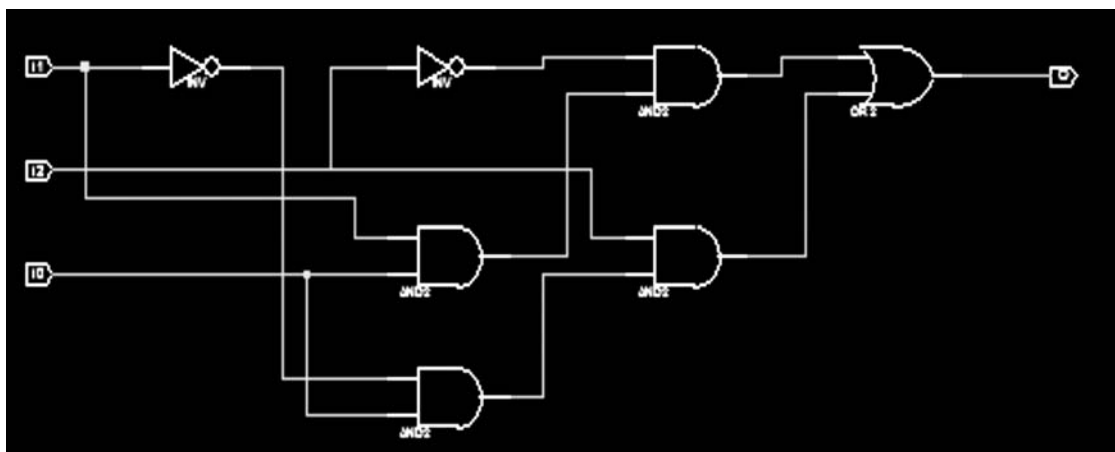 I1
INV
INV
AND2
OR2
O
I2
AND2
AND2
I0
AND2